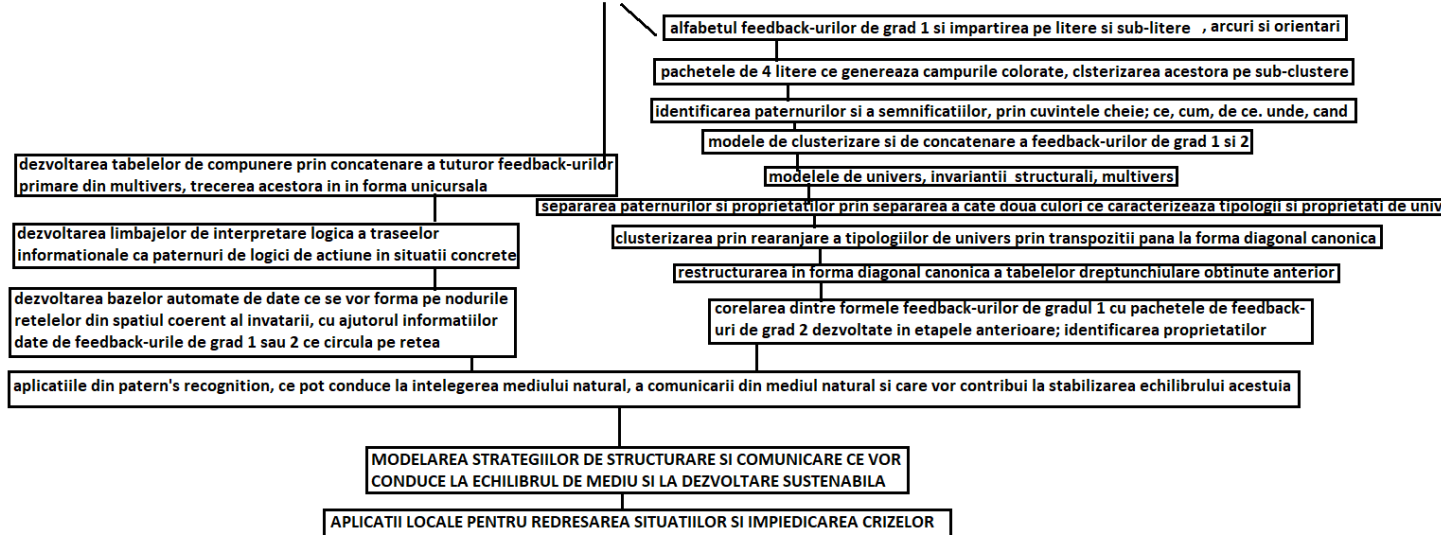 alfabetul feedback-urilor de grad 1 si impartirea pe litere si sub-litere , arcuri si orientari
pachetele de 4 litere ce genereaza campurile colorate, clsterizarea acestora pe sub-clustere
identificarea paternurilor si a semnificatiilor, prin cuvintele cheie; ce, cum, de ce. unde, cand
modele de clusterizare si de concatenare a feedback-urilor de grad 1 si 2
modelele de univers, invariantii structurali, multivers
separarea paternurilor si proprietatilor prin separarea a cate doua culori ce caracterizeaza tipologii si proprietati de univ
clusterizarea prin rearanjare a tipologiilor de univers prin transpozitii pana la forma diagonal canonica
restructurarea in forma diagonal canonica a tabelelor dreptunchiulare obtinute anterior
corelarea dintre formele feedback-urilor de gradul 1 cu pachetele de feedback-
uri de grad 2 dezvoltate in etapele anterioare; identificarea proprietatilor
dezvoltarea tabelelor de compunere prin concatenare a tuturor feedback-urilor
primare din multivers, trecerea acestora in in forma unicursala
dezvoltarea limbajelor de interpretare logica a traseelor
informationale ca paternuri de logici de actiune in situatii concrete
dezvoltarea bazelor automate de date ce se vor forma pe nodurile
retelelor din spatiul coerent al invatarii, cu ajutorul informatiilor
date de feedback-urile de grad 1 sau 2 ce circula pe retea
aplicatiile din patern's recognition, ce pot conduce la intelegerea mediului natural, a comunicarii din mediul natural si care vor contribui la stabilizarea echilibrului acestuia
MODELAREA STRATEGIILOR DE STRUCTURARE SI COMUNICARE CE VOR
CONDUCE LA ECHILIBRUL DE MEDIU SI LA DEZVOLTARE SUSTENABILA
APLICATII LOCALE PENTRU REDRESAREA SITUATIILOR SI IMPIEDICAREA CRIZELOR